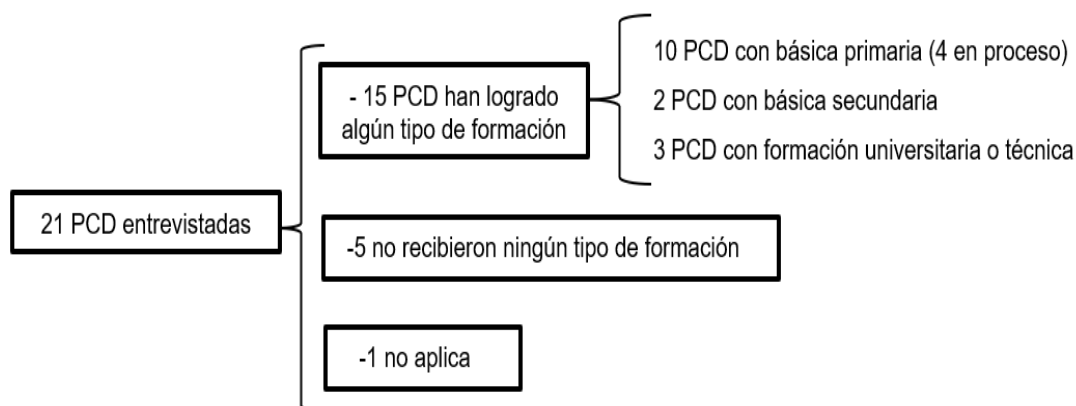 21 PCD entrevistadas
- 15 PCD han logrado
algún tipo de formación
10 PCD con básica primaria (4 en proceso)
2 PCD con básica secundaria
3 PCD con formación universitaria o técnica
-5 no recibieron ningún tipo de formación
-1 no aplica